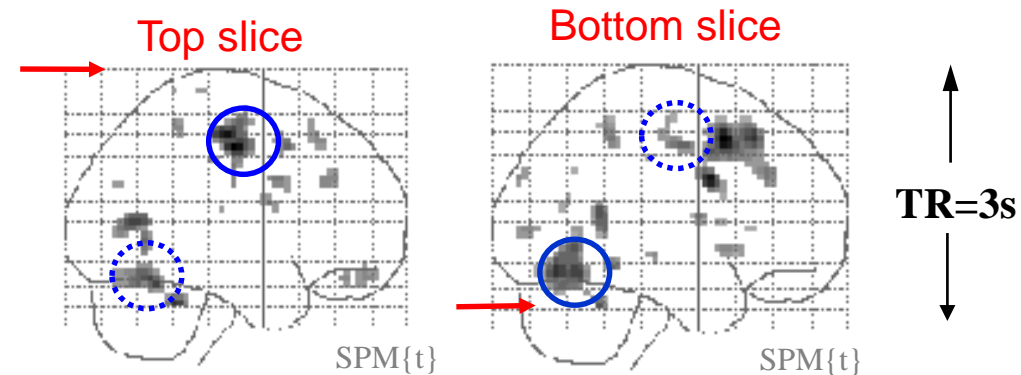 Top slice
Bottom slice
TR=3s
SPM{t}
SPM{t}